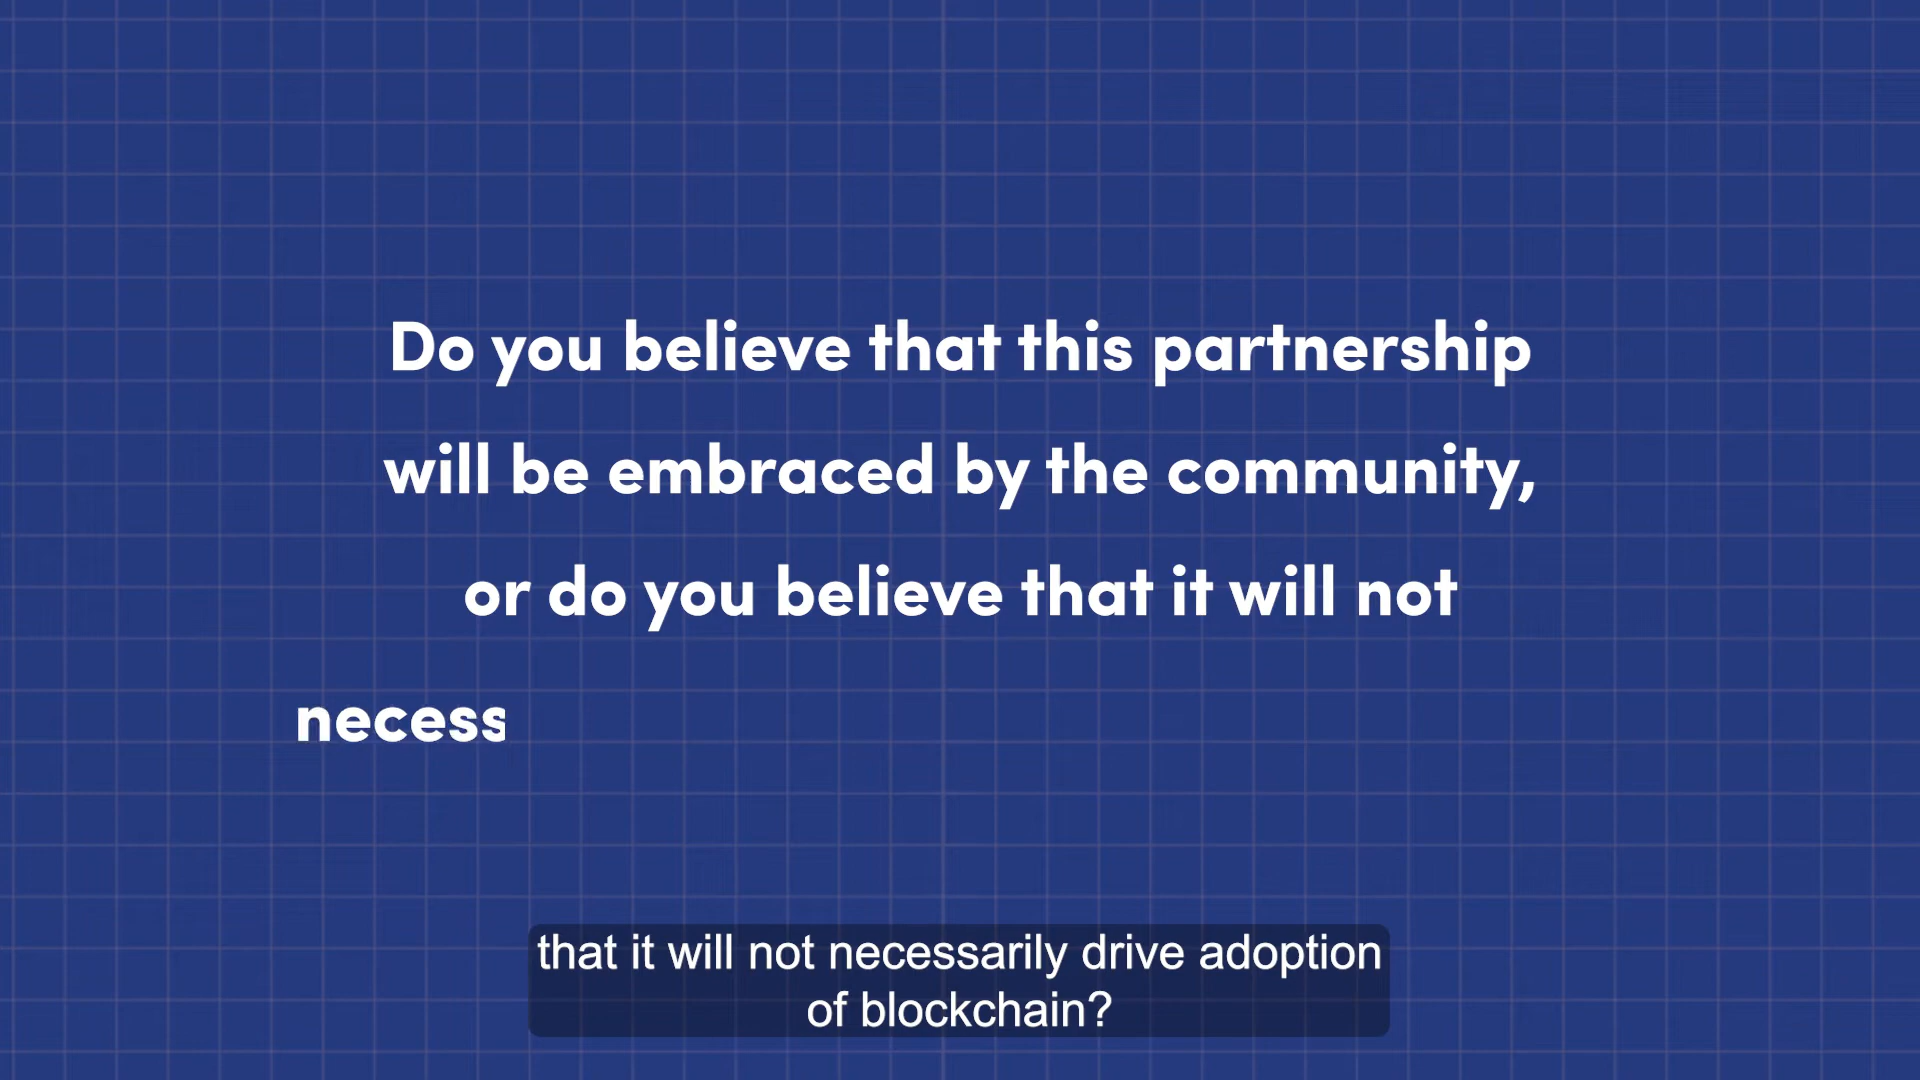 Do you believe that this partnership
will be embraced by the community,
or do you believe that it will not
necess
that it will not necessarily drive adoption
of blockchain?